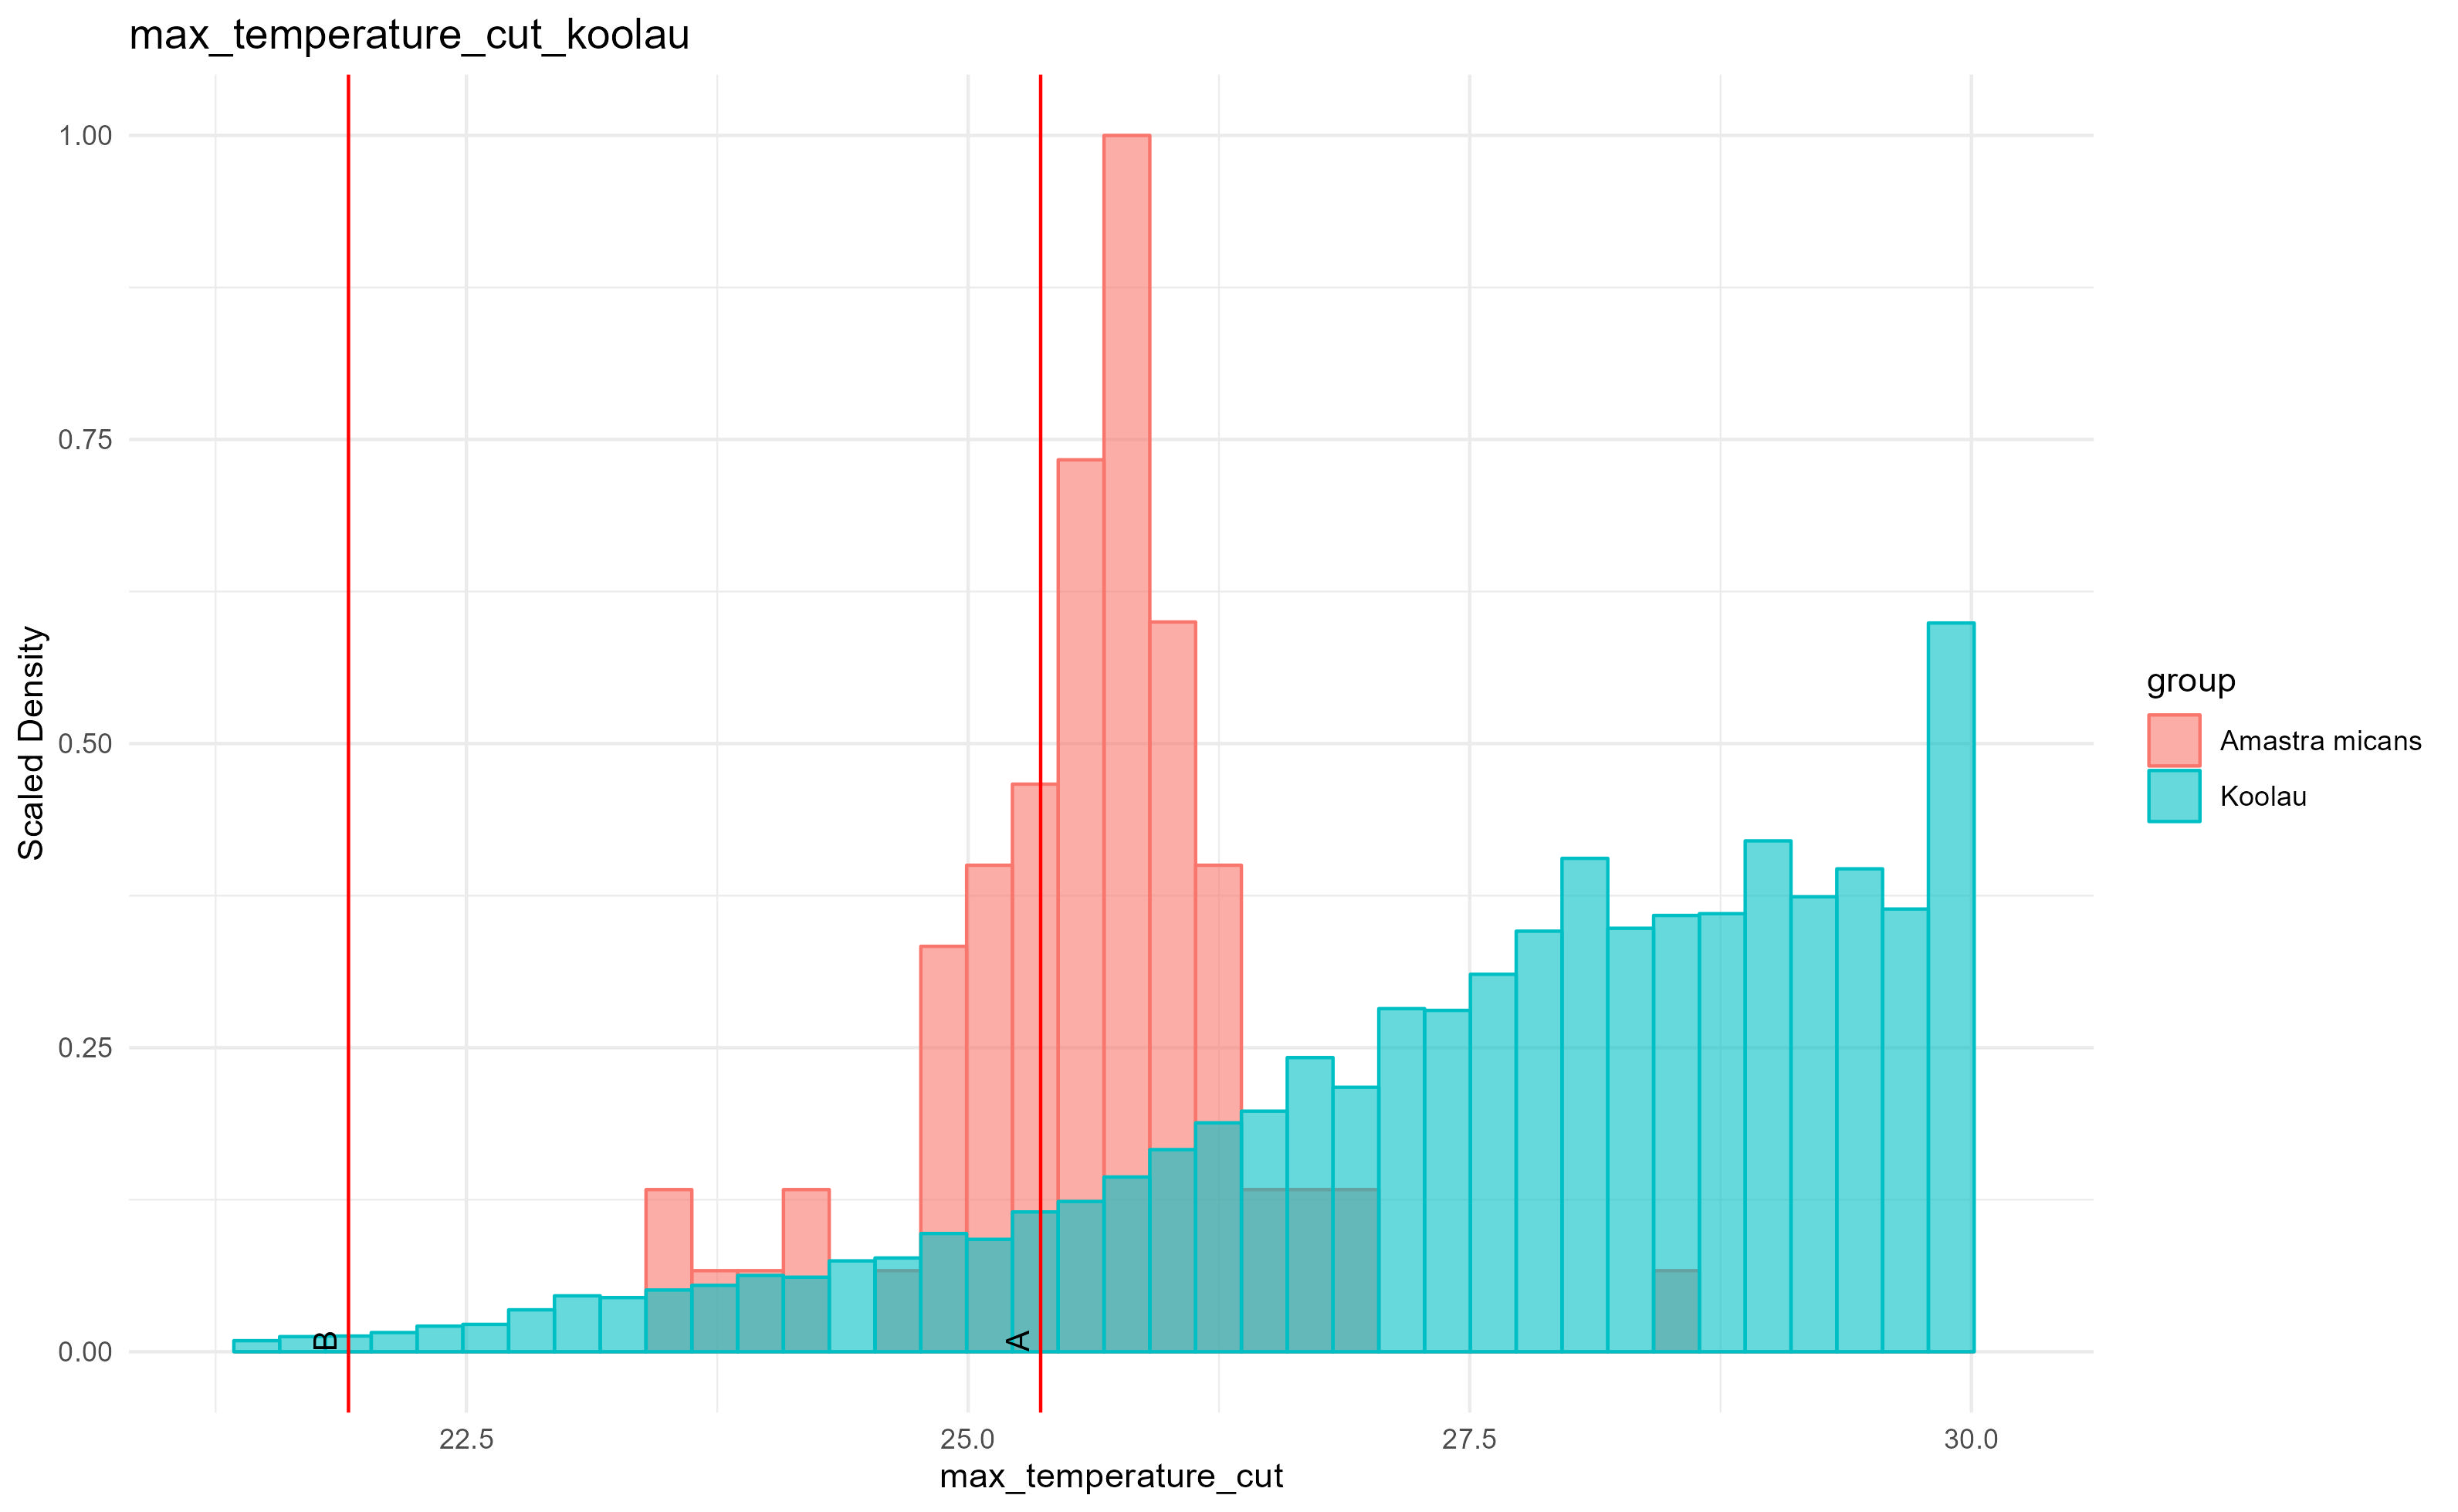 max_temperature_cut_koolau
1.00
0.75
0.50
0.25
0.00
Scaled Density
B
A
22.5
25.0
27.5
30.0
max_temperature_cut
group
Amastra micans
Koolau